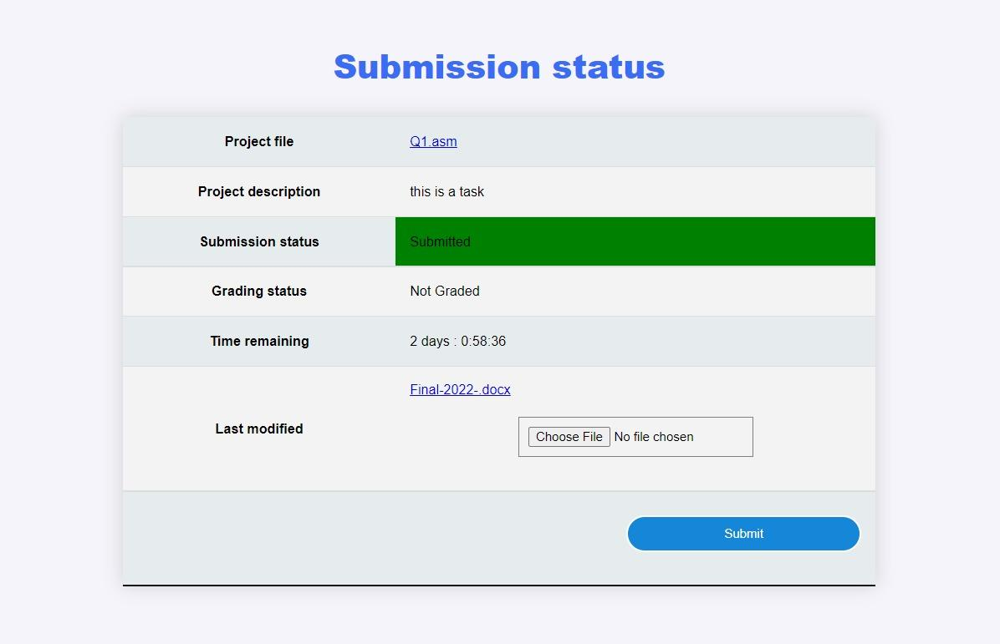 Submission status
Project file Q1.asm
Project description this is a task
Submission status Submitted
Grading status Not Graded
Time remaining 2 days : 0:58:36
Final-2022-.docx
Last modified
Choose File No file chosen
Submit